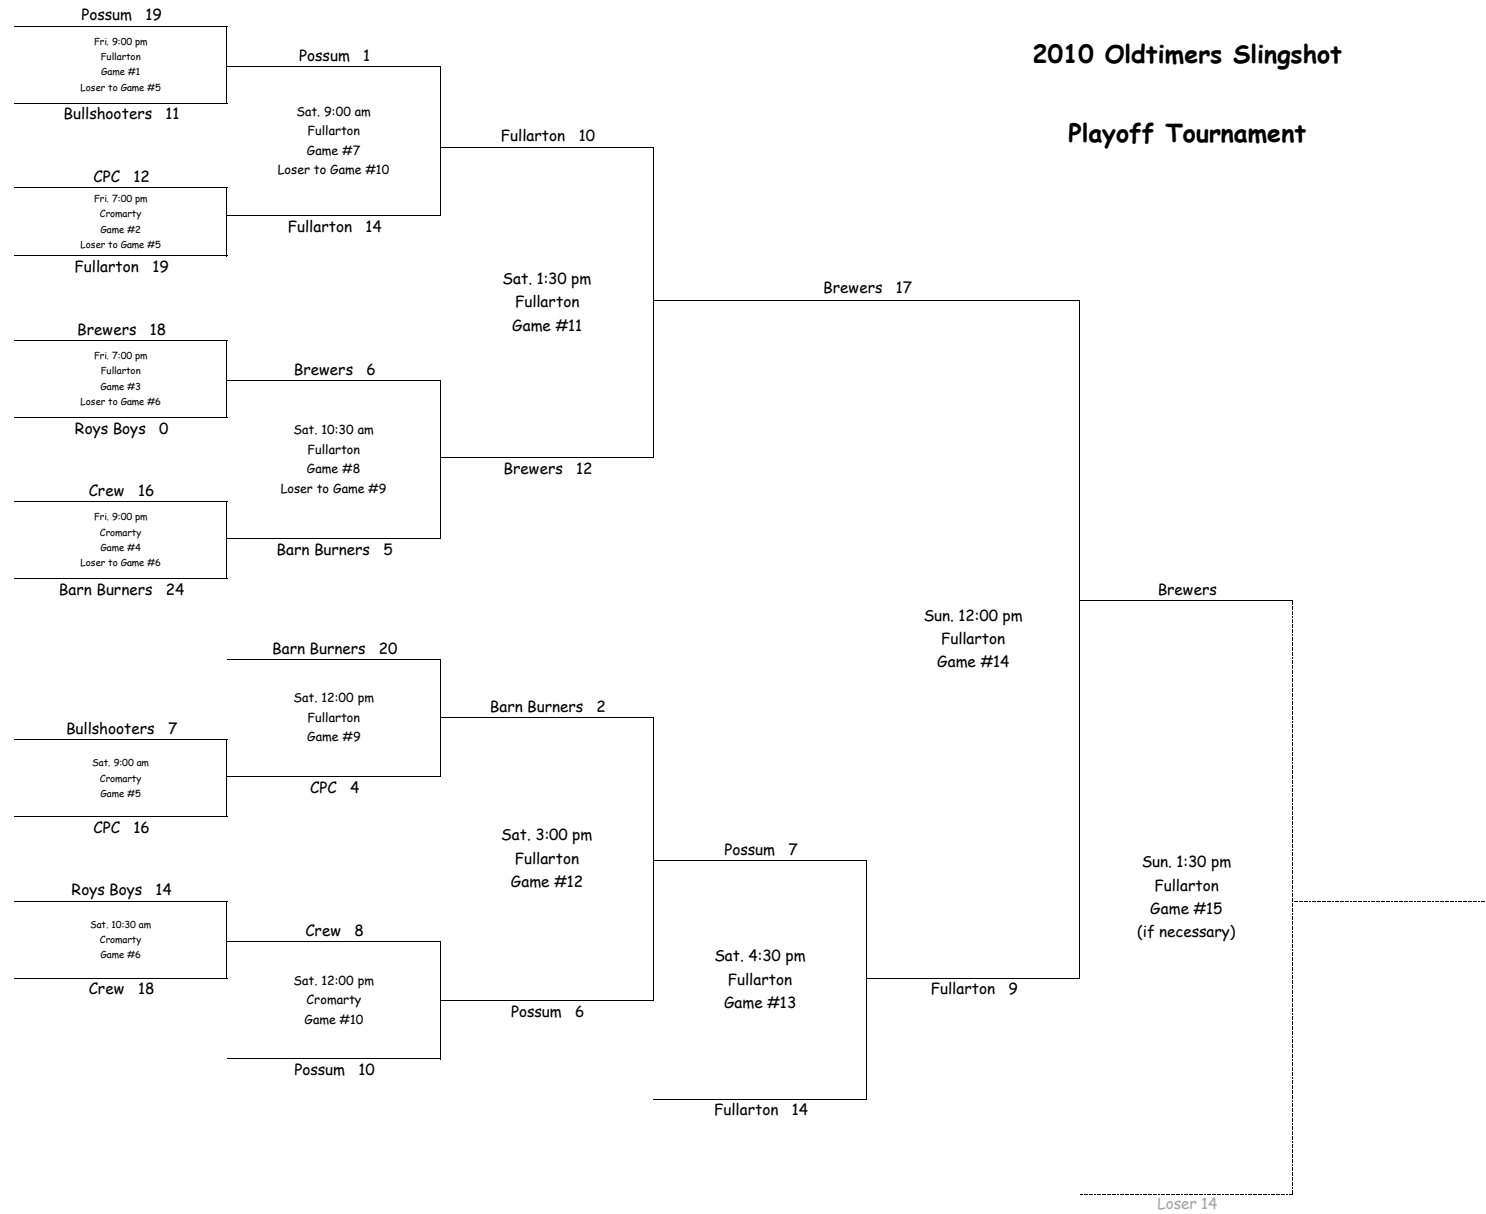 2010 Oldtimers Slingshot
Playoff Tournament
Possum 19
Fri. 9:00 pm
Fullarton
Game #1
Loser to Game #5
Bullshooters 11
CPC 12
Fri. 7:00 pm
Cromarty
Game #2
Loser to Game #5
Fullarton 19
Brewers 18
Fri. 7:00 pm
Fullarton
Game #3
Loser to Game #6
Roys Boys 0
Crew 16
Fri. 9:00 pm
Cromarty
Game #4
Loser to Game #6
Barn Burners 24
Bullshooters 7
Sat. 9:00 am
Cromarty
Game #5
CPC 16
Roys Boys 14
Sat. 10:30 am
Cromarty
Game #6
Crew 18
Possum 1
Sat. 9:00 am
Fullarton
Game #7
Loser to Game #10
Fullarton 14
Brewers 6
Sat. 10:30 am
Fullarton
Game #8
Loser to Game #9
Barn Burners 5
Barn Burners 20
Sat. 12:00 pm
Fullarton
Game #9
CPC 4
Crew 8
Sat. 12:00 pm
Cromarty
Game #10
Possum 10
Fullarton 10
Sat. 1:30 pm
Fullarton
Game #11
Brewers 12
Barn Burners 2
Sat. 3:00 pm
Fullarton
Game #12
Possum 6
Possum 7
Sat. 4:30 pm
Fullarton
Game #13
Fullarton 14
Brewers 17
Sun. 12:00 pm
Fullarton
Game #14
Fullarton 9
Brewers
Sun. 1:30 pm
Fullarton
Game #15
(if necessary)
Loser 14